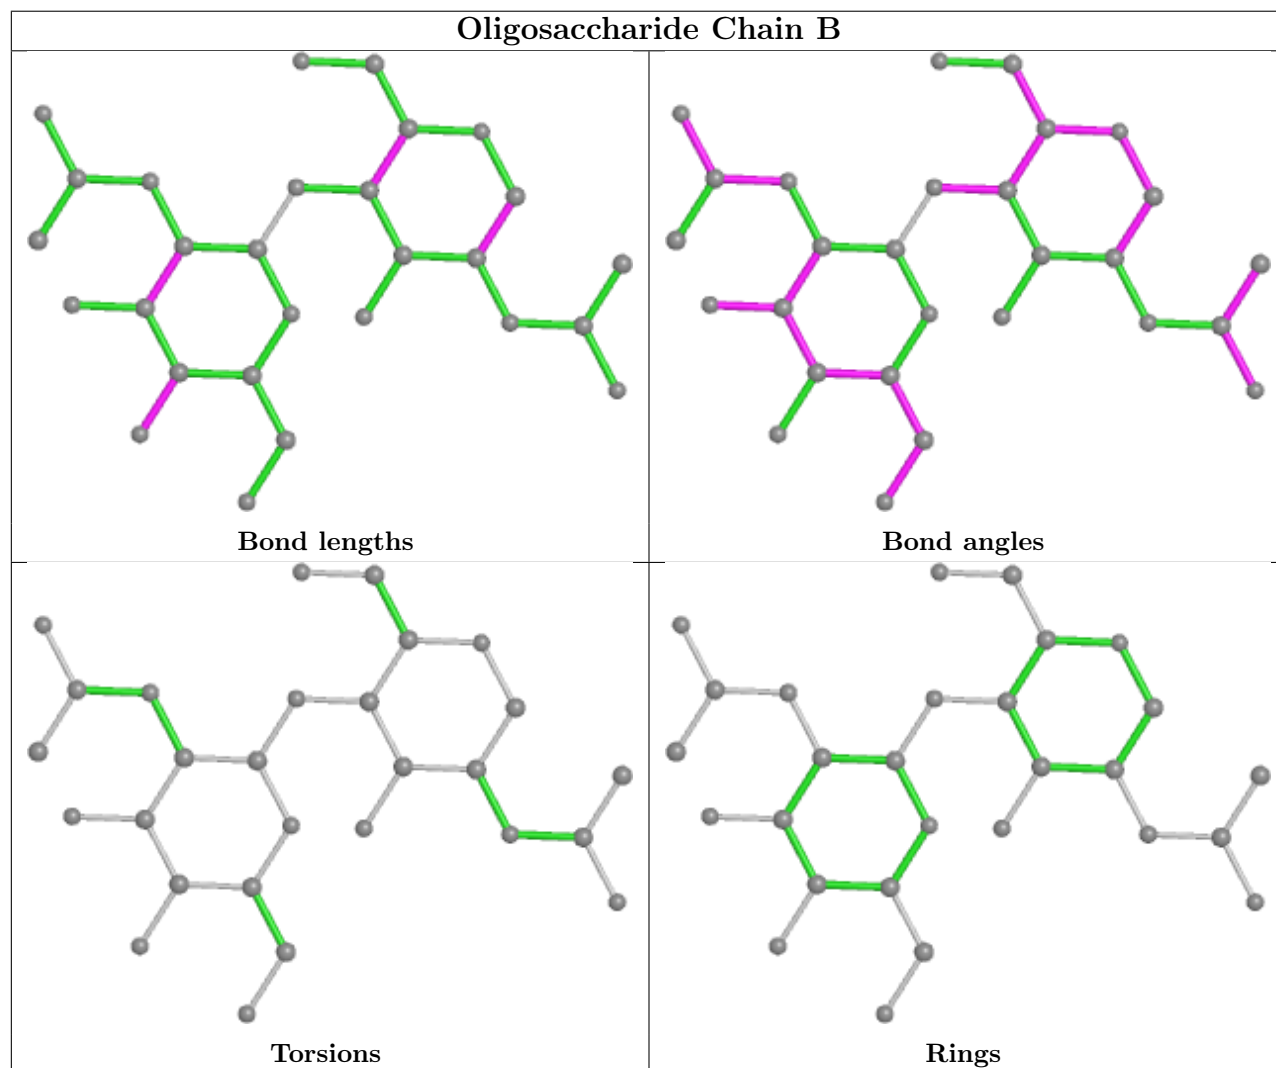 Oligosaccharide Chain B
Bond lengths
Bond angles
Torsions
Rings